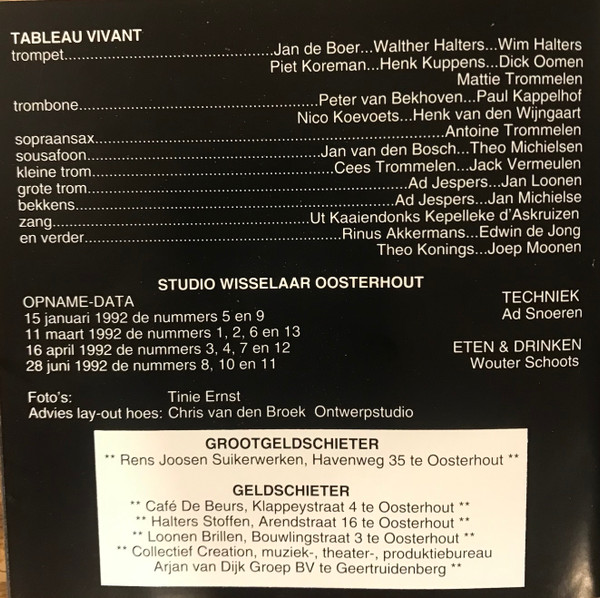 TABLEAU VIVANT
trompet..........................................Jan de Boer...Walther Halters...Wim Halters
Piet Koreman...Henk Kuppens...Dick Oomen
Mattie Trommelen
trombone................................................Peter van Bekhoven...Paul Kappelhof
Nico Koevoets...Henk van den Wijngaart
sopraansax......................................................................Antoine Trommelen
sousafoon...............................................Jan van den Bosch...Theo Michielsen
kleine trom................................................Cees Trommelen...Jack Vermeulen
grote trom................................................................Ad Jespers...Jan Loonen
bekkens................................................................Ad Jespers...Jan Michielse
zang....................................................Ut Kaaiendonks Kepelleke d'Askruizen
en verder....................................................Rinus Akkermans...Edwin de Jong
Theo Konings...Joep Moonen
STUDIO WISSELAAR OOSTERHOUT
OPNAME-DATA
15 januari 1992 de nummers 5 en 9
11 maart 1992 de nummers 1, 2, 6 en 13
16 april 1992 de nummers 3, 4, 7 en 12
28 juni 1992 de nummers 8, 10 en 11
TECHNIEK
Ad Snoeren
ETEN & DRINKEN
Wouter Schoots
Foto's: Tinie Ernst
Advies lay-out hoes: Chris van den Broek Ontwerpstudio
GROOTGELDSCHIETER
** Rens Joosen Suikerwerken, Havenweg 35 te Oosterhout **
GELDSCHIETER
** Café De Beurs, Klappeystraat 4 te Oosterhout **
** Halters Stoffen, Arendstraat 16 te Oosterhout **
** Loonen Brillen, Bouwlingstraat 3 te Oosterhout **
** Collectief Creation, muziek-, theater-, produktiebureau
Arjan van Dijk Groep BV te Geertruidenberg **